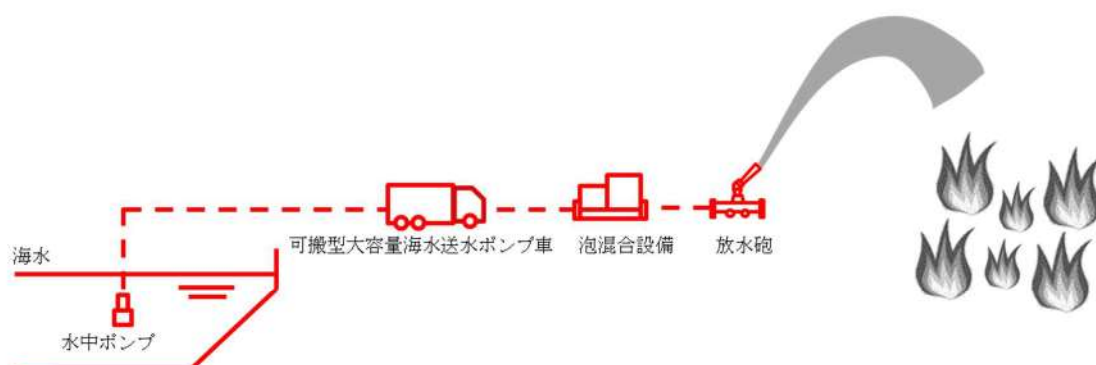 可搬型大容量海水送水ポンプ車
泡混合設備
放水砲
海水
水中ポンプ